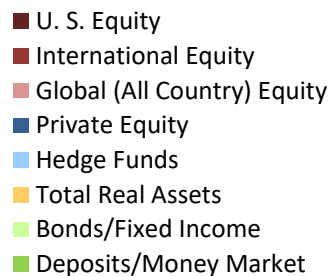 U. S. Equity
International Equity
Global (All Country) Equity
Private Equity
Hedge Funds
Total Real Assets
Bonds/Fixed Income
Deposits/Money Market